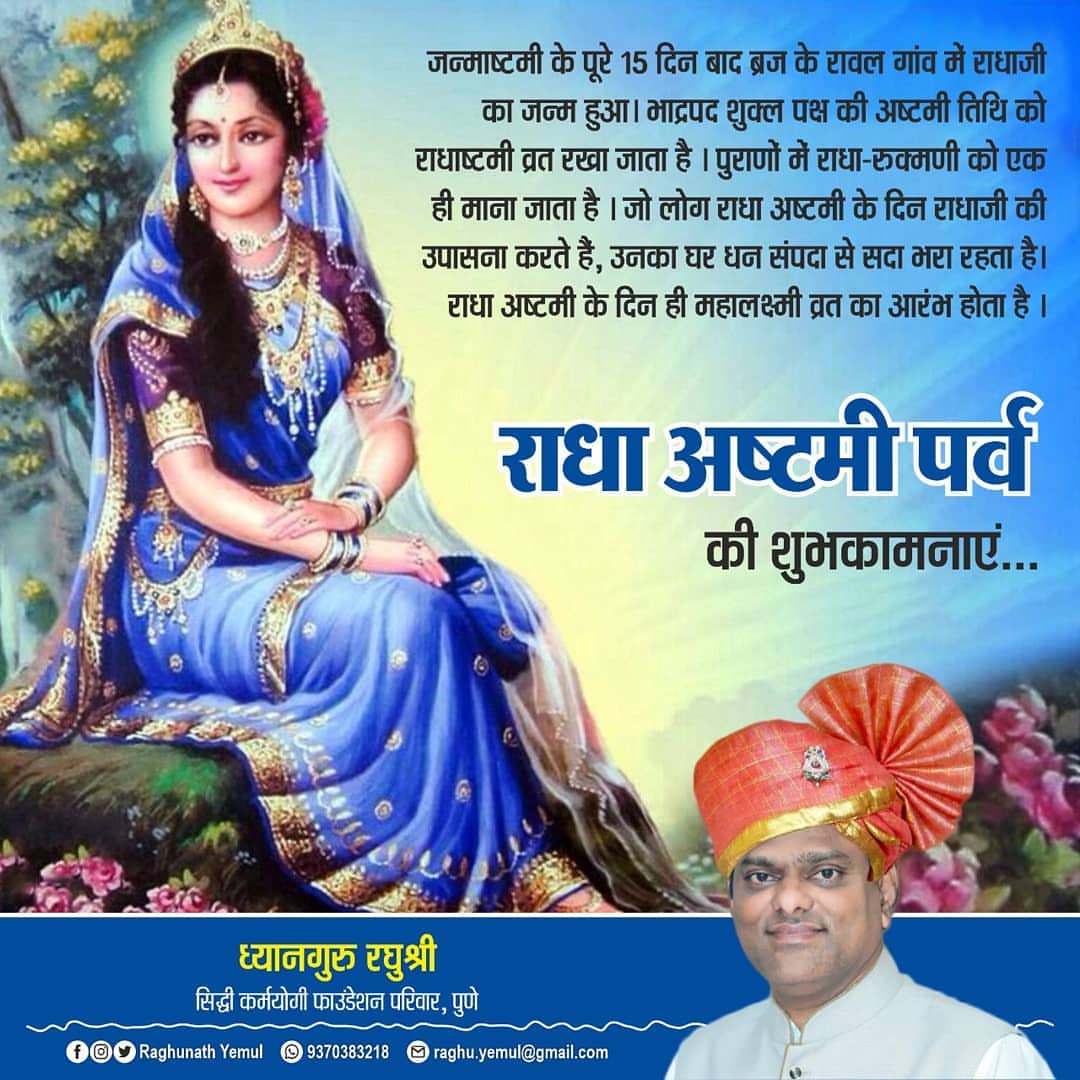 जन्माष्टमी के पूरे 15 दिन बाद ब्रज के रावल गांव में राधाजी
का जन्म हुआ। भाद्रपद शुक्ल पक्ष की अष्टमी तिथि को
राधाष्टमी व्रत रखा जाता है । पुराणों में राधा-रुक्मणी को एक
ही माना जाता है । जो लोग राधा अष्टमी के दिन राधाजी की
उपासना करते हैं, उनका घर धन संपदा से सदा भरा रहता है।
राधा अष्टमी के दिन ही महालक्ष्मी व्रत का आरंभ होता है ।
राधा अष्टमी पर्व
की शुभकामनाएं...
ध्यानगुरु रघुश्री
सिद्धी कर्मयोगी फाउंडेशन परिवार, पुणे
Raghunath Yemul 9370383218 raghu.yemul@gmail.com